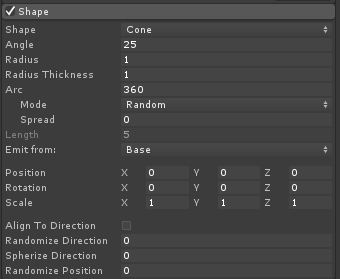 Shape
Shape Cone
Angle 25
Radius 1
Radius Thickness 1
Arc 360
Mode Random
Spread 0
Length 5
Emit from: Base
Position X 0 Y 0 Z 0
Rotation X 0 Y 0 Z 0
Scale X 1 Y 1 Z 1
Align To Direction
Randomize Direction 0
Spherize Direction 0
Randomize Position 0